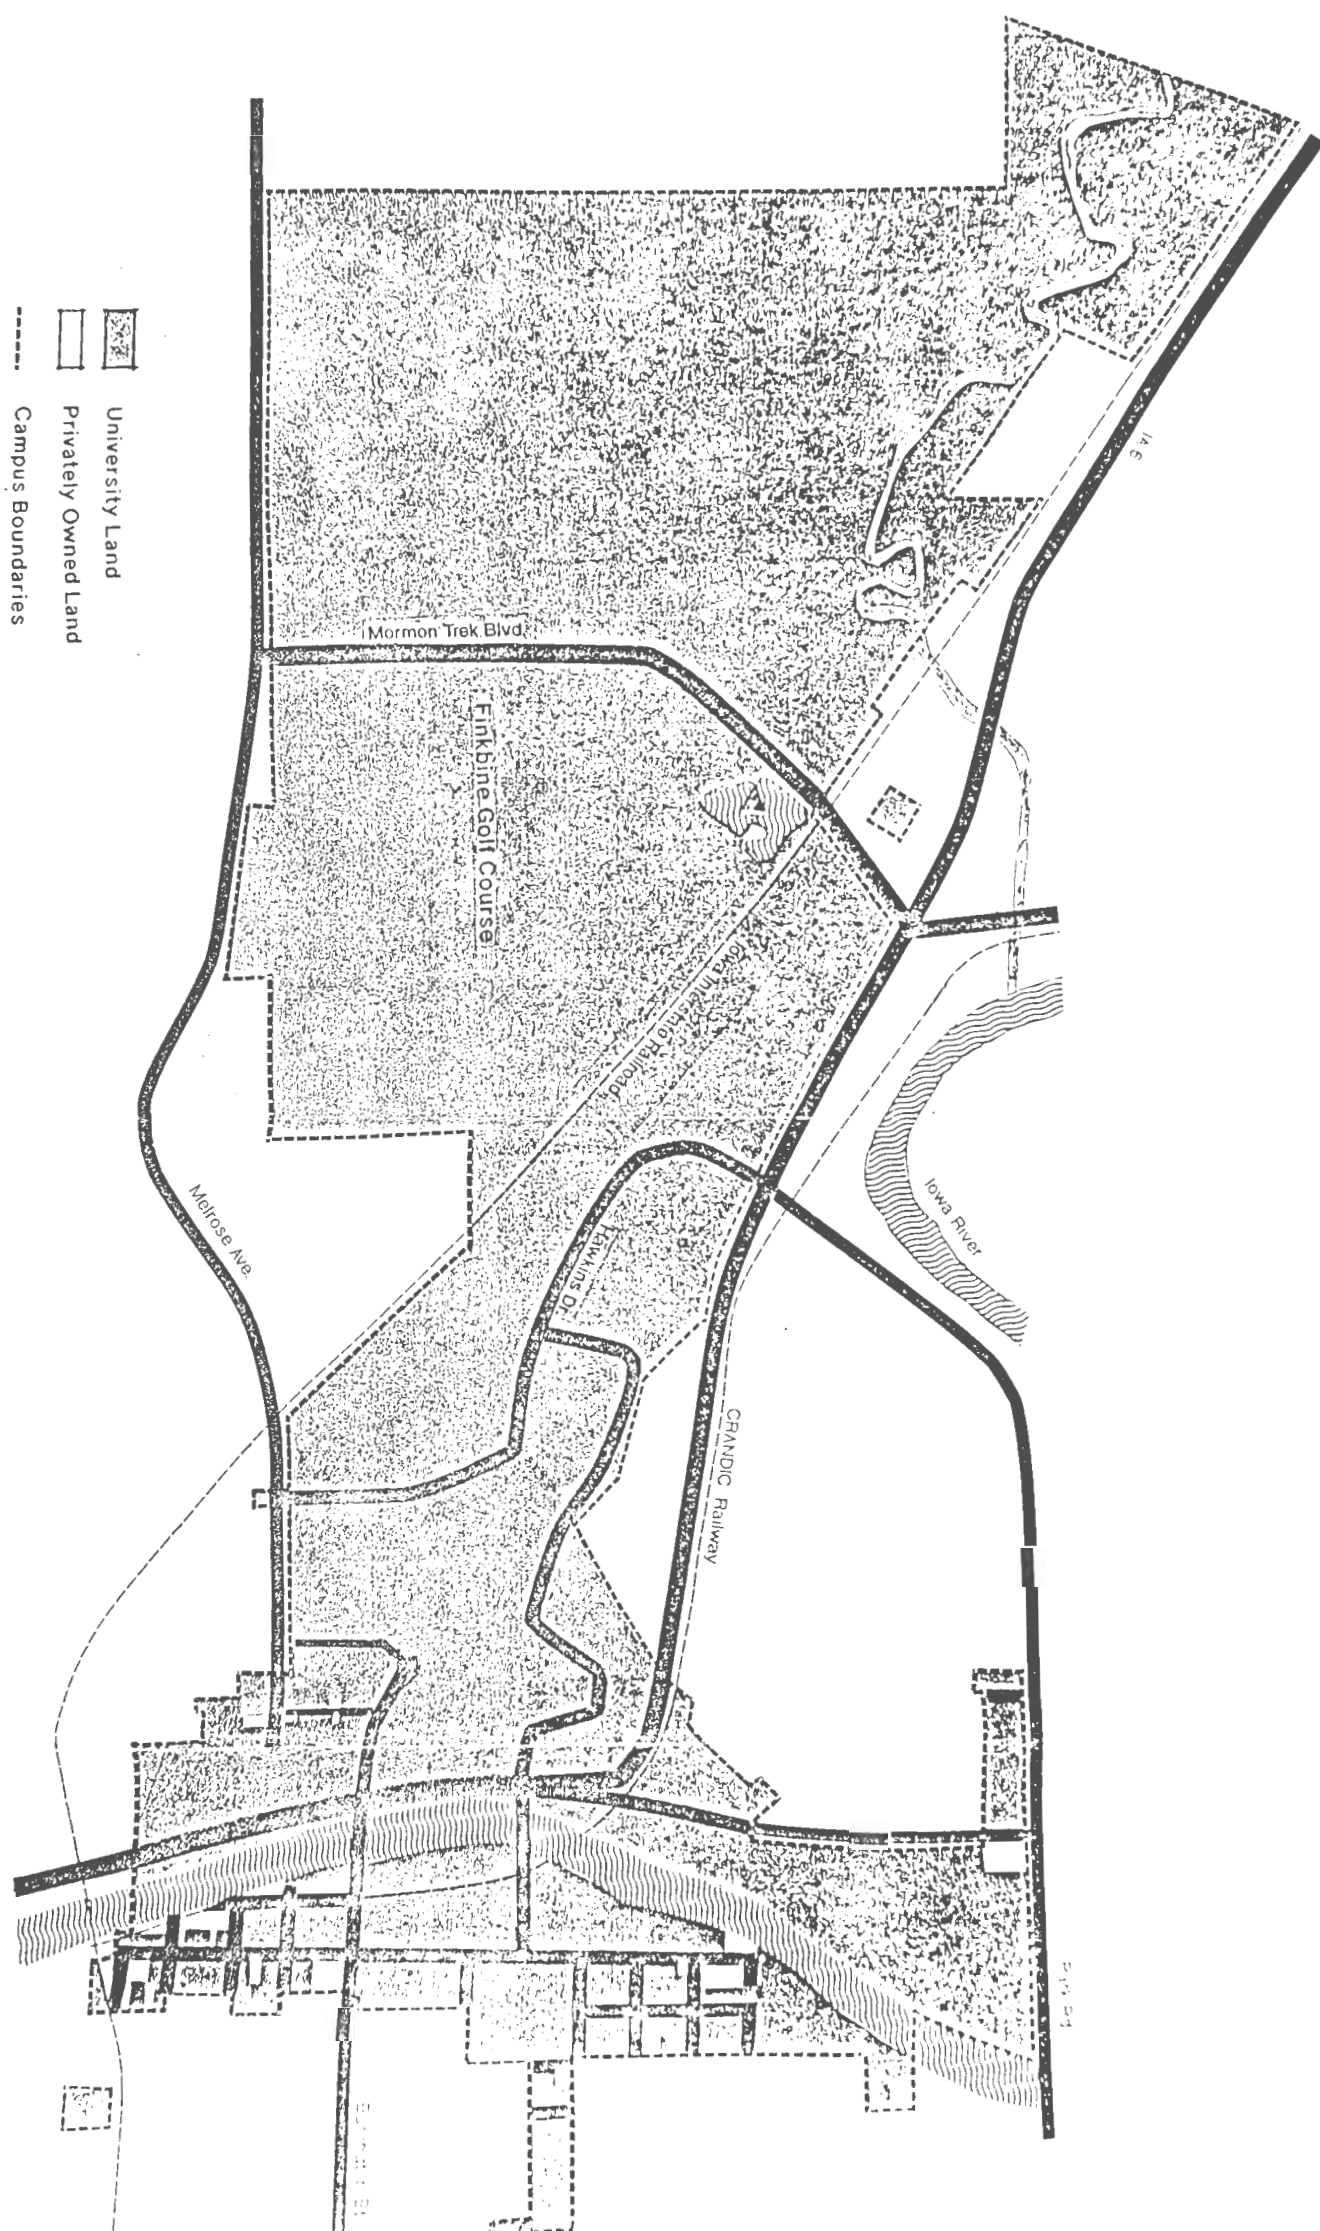 IA 6
Mormon Trek Blvd.
Finkbine Golf Course
Iowa Interstate Railroad
Iowa River
Melrose Ave.
Hawkins Dr.
CRANDIC Railway
University Land
Privately Owned Land
Campus Boundaries